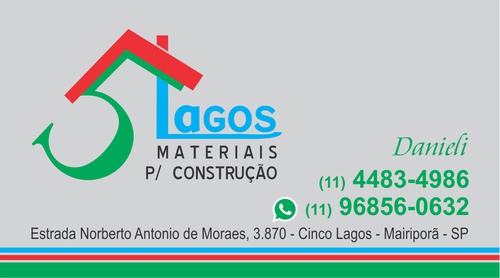 5 Lagos
MATERIAIS
P/ CONSTRUÇÃO
Danieli
(11) 4483-4986
(11) 96856-0632
Estrada Norberto Antonio de Moraes, 3.870 - Cinco Lagos - Mairiporã - SP